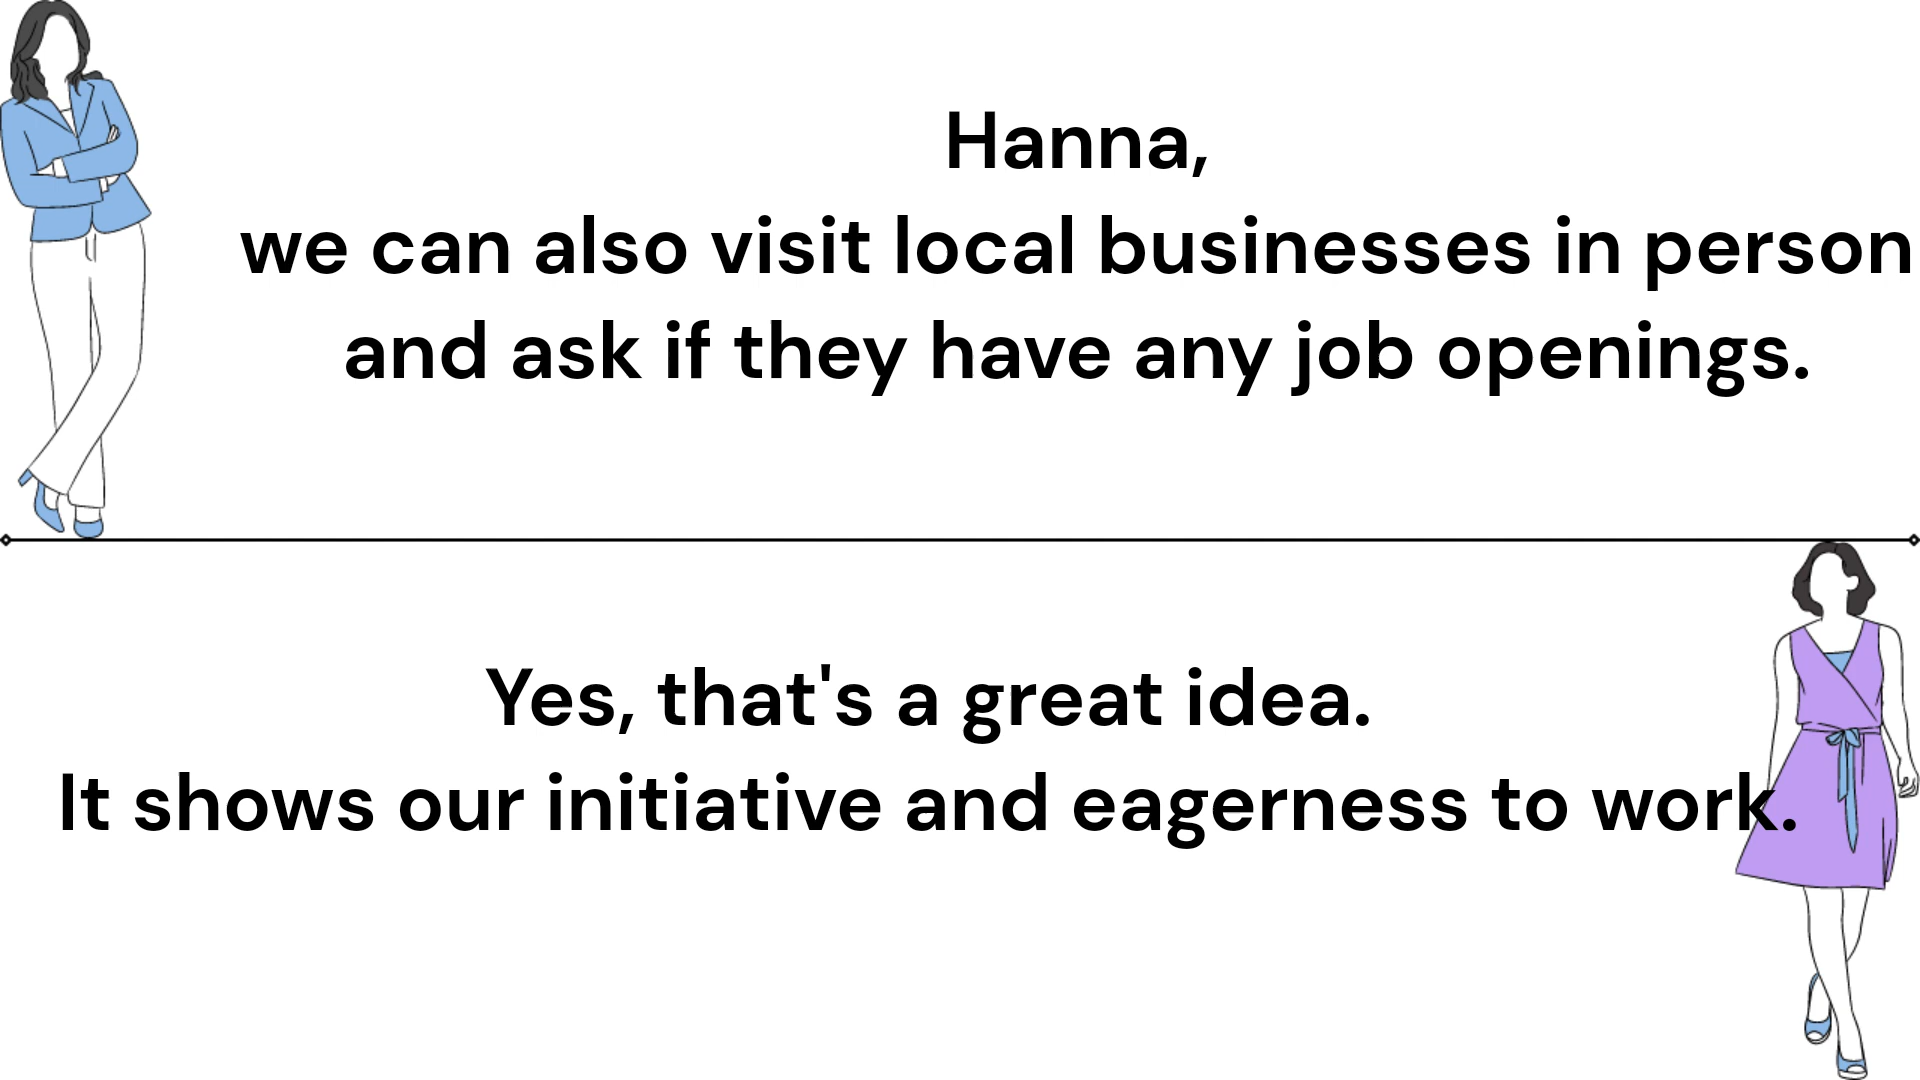 Hanna,
we can also visit local businesses in person
and ask if they have any job openings.
Yes, that's a great idea.
It shows our initiative and eagerness to work.